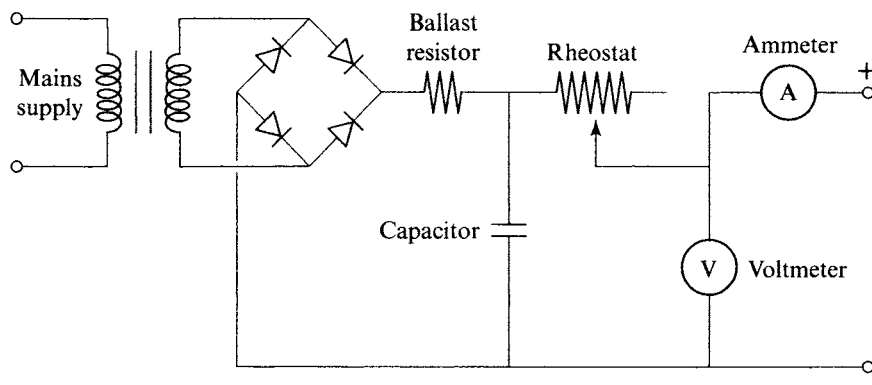 Mains
supply
Ballast
resistor
Rheostat
Ammeter
A
+
Capacitor
V
Voltmeter